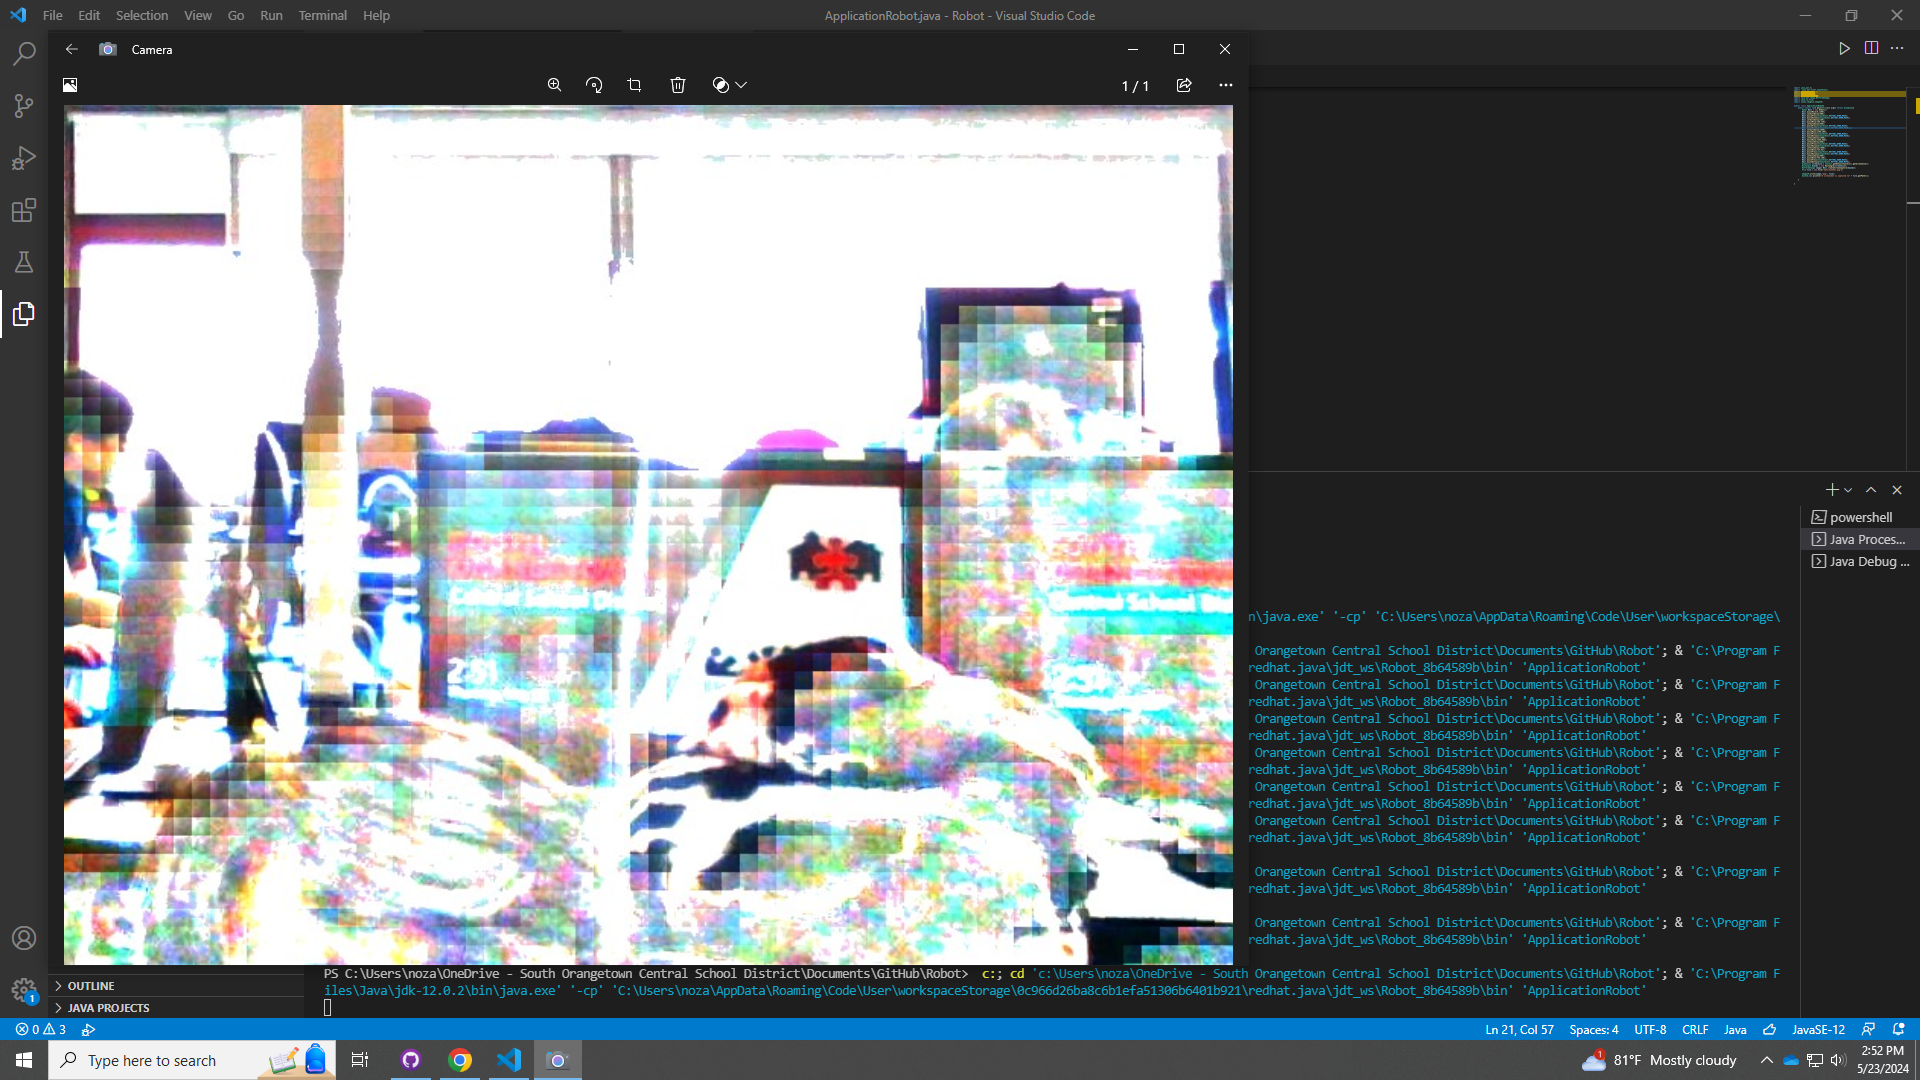 File Edit Selection View Go Run Terminal Help
ApplicationRobot.java - Robot - Visual Studio Code
Camera
1 / 1
powershell
Java Proces...
Java Debug ...
n\java.exe' '-cp' 'C:\Users\noza\AppData\Roaming\Code\User\workspaceStorage\
Orangetown Central School District\Documents\GitHub\Robot'; & 'C:\Program F
redhat.java\jdt_ws\Robot_8b64589b\bin' 'ApplicationRobot'
Orangetown Central School District\Documents\GitHub\Robot'; & 'C:\Program F
redhat.java\jdt_ws\Robot_8b64589b\bin' 'ApplicationRobot'
Orangetown Central School District\Documents\GitHub\Robot'; & 'C:\Program F
redhat.java\jdt_ws\Robot_8b64589b\bin' 'ApplicationRobot'
Orangetown Central School District\Documents\GitHub\Robot'; & 'C:\Program F
redhat.java\jdt_ws\Robot_8b64589b\bin' 'ApplicationRobot'
Orangetown Central School District\Documents\GitHub\Robot'; & 'C:\Program F
redhat.java\jdt_ws\Robot_8b64589b\bin' 'ApplicationRobot'
Orangetown Central School District\Documents\GitHub\Robot'; & 'C:\Program F
redhat.java\jdt_ws\Robot_8b64589b\bin' 'ApplicationRobot'
Orangetown Central School District\Documents\GitHub\Robot'; & 'C:\Program F
redhat.java\jdt_ws\Robot_8b64589b\bin' 'ApplicationRobot'
Orangetown Central School District\Documents\GitHub\Robot'; & 'C:\Program F
redhat.java\jdt_ws\Robot_8b64589b\bin' 'ApplicationRobot'
PS C:\Users\noza\OneDrive - South Orangetown Central School District\Documents\GitHub\Robot> c:; cd 'c:\Users\noza\OneDrive - South Orangetown Central School District\Documents\GitHub\Robot'; & 'C:\Program F
iles\Java\jdk-12.0.2\bin\java.exe' '-cp' 'C:\Users\noza\AppData\Roaming\Code\User\workspaceStorage\0c966d26ba8c6b1efa51306b6401b921\redhat.java\jdt_ws\Robot_8b64589b\bin' 'ApplicationRobot'
OUTLINE
JAVA PROJECTS
1
0 3
Ln 21, Col 57 Spaces: 4 UTF-8 CRLF Java JavaSE-12
Type here to search
1
81°F Mostly cloudy
2:52 PM
5/23/2024